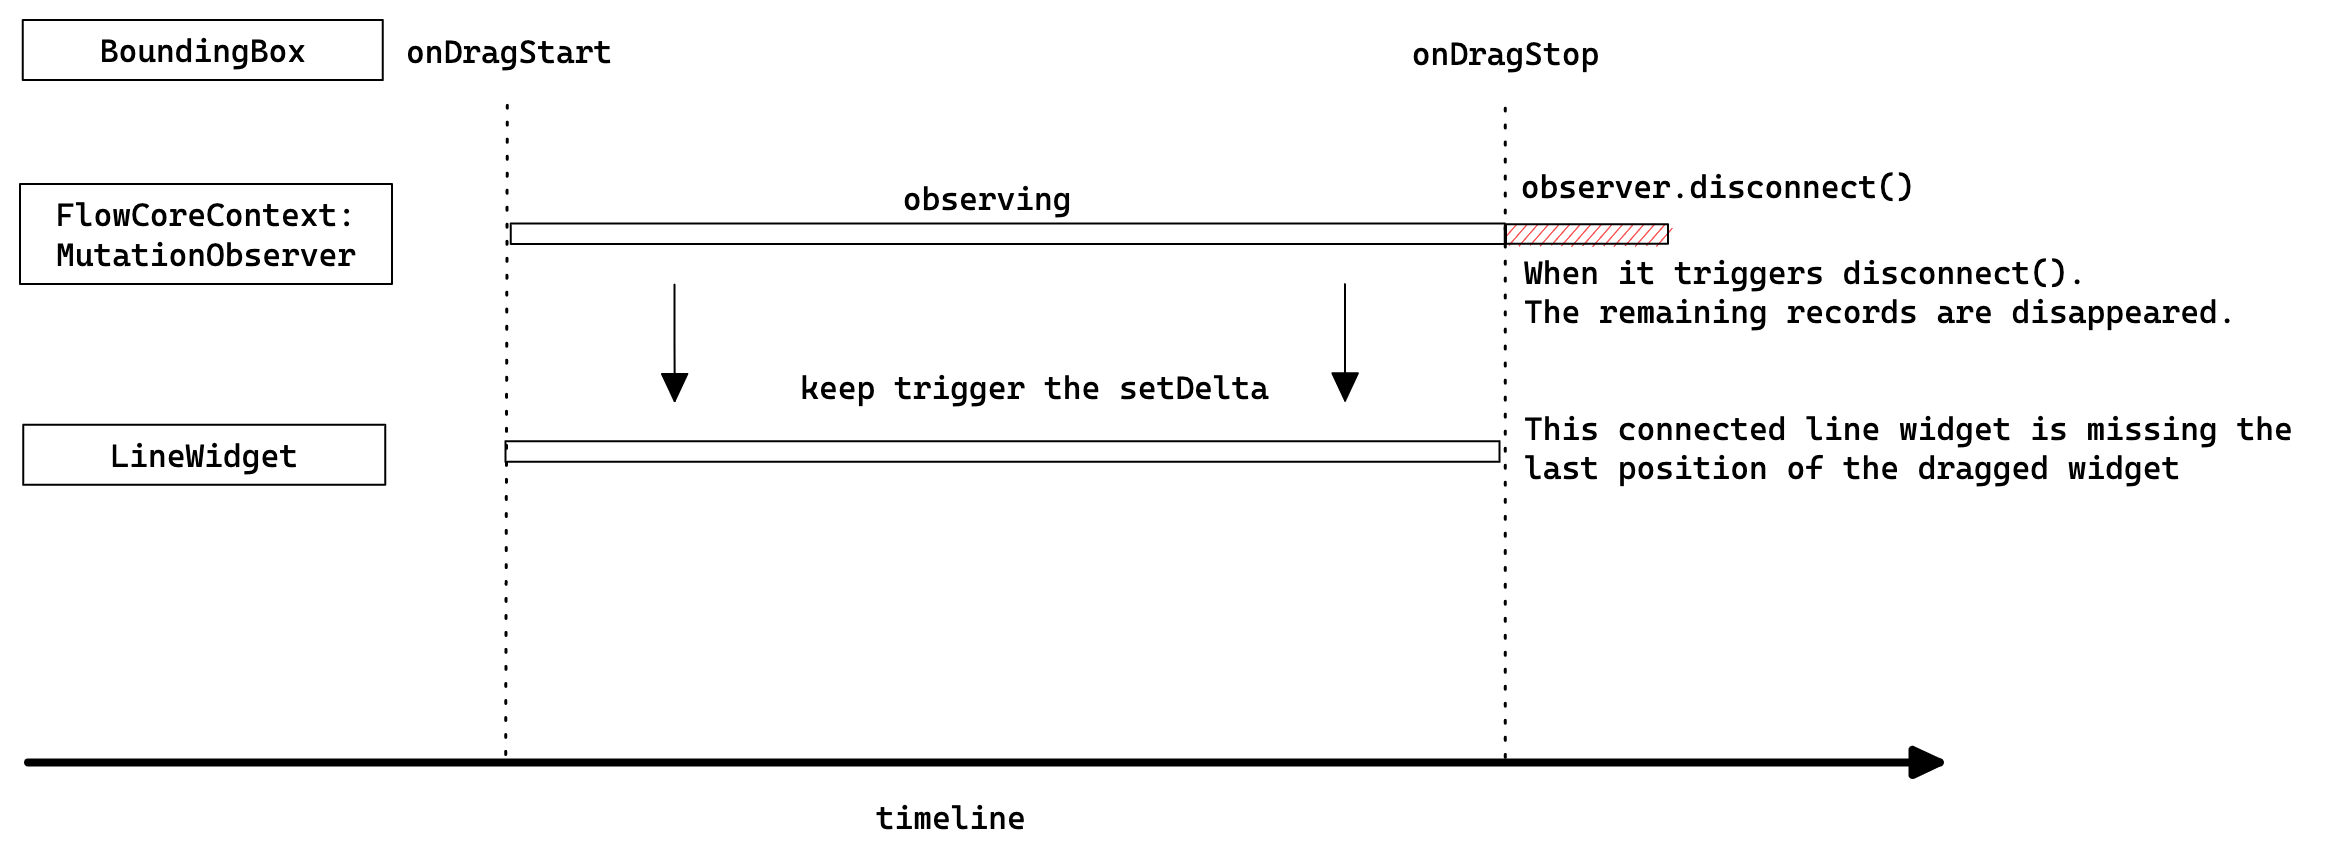 BoundingBox
onDragStart
onDragStop
FlowCoreContext:
MutationObserver
observing
observer.disconnect()
When it triggers disconnect().
The remaining records are disappeared.
keep trigger the setDelta
LineWidget
This connected line widget is missing the
last position of the dragged widget
timeline